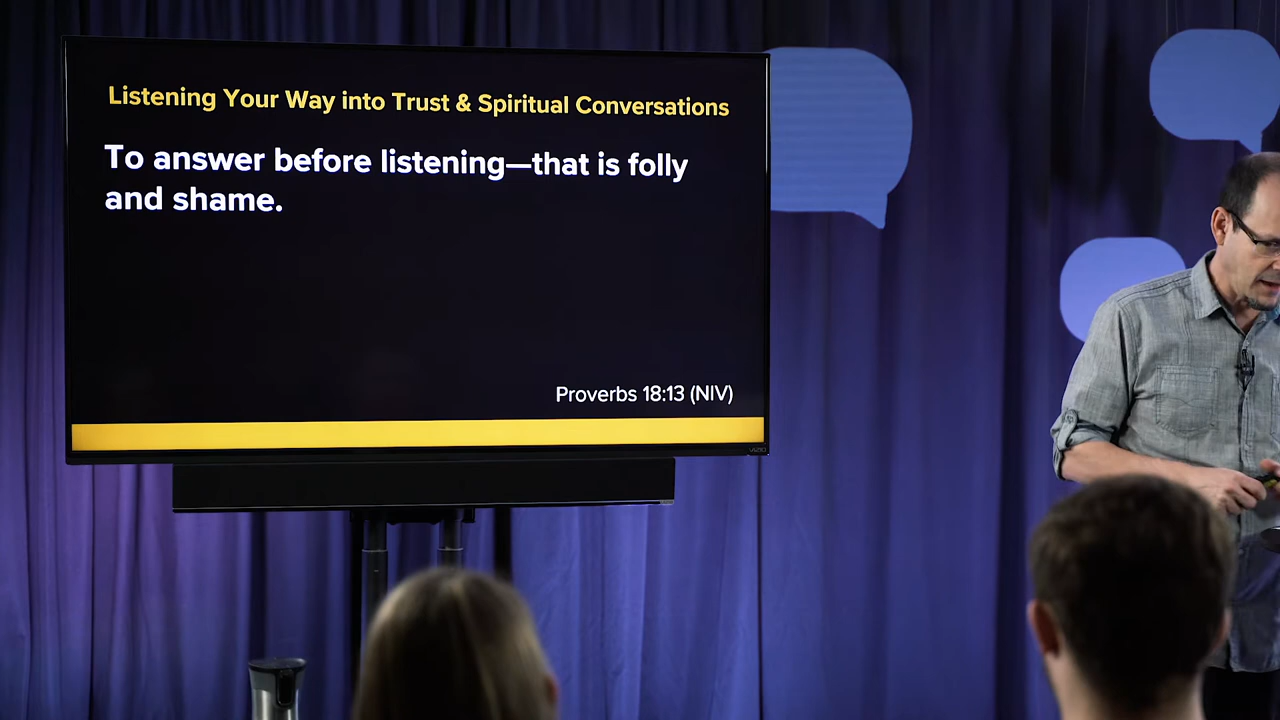 Listening Your Way into Trust & Spiritual Conversations
To answer before listening—that is folly
and shame.
Proverbs 18:13 (NIV)
VIZIO